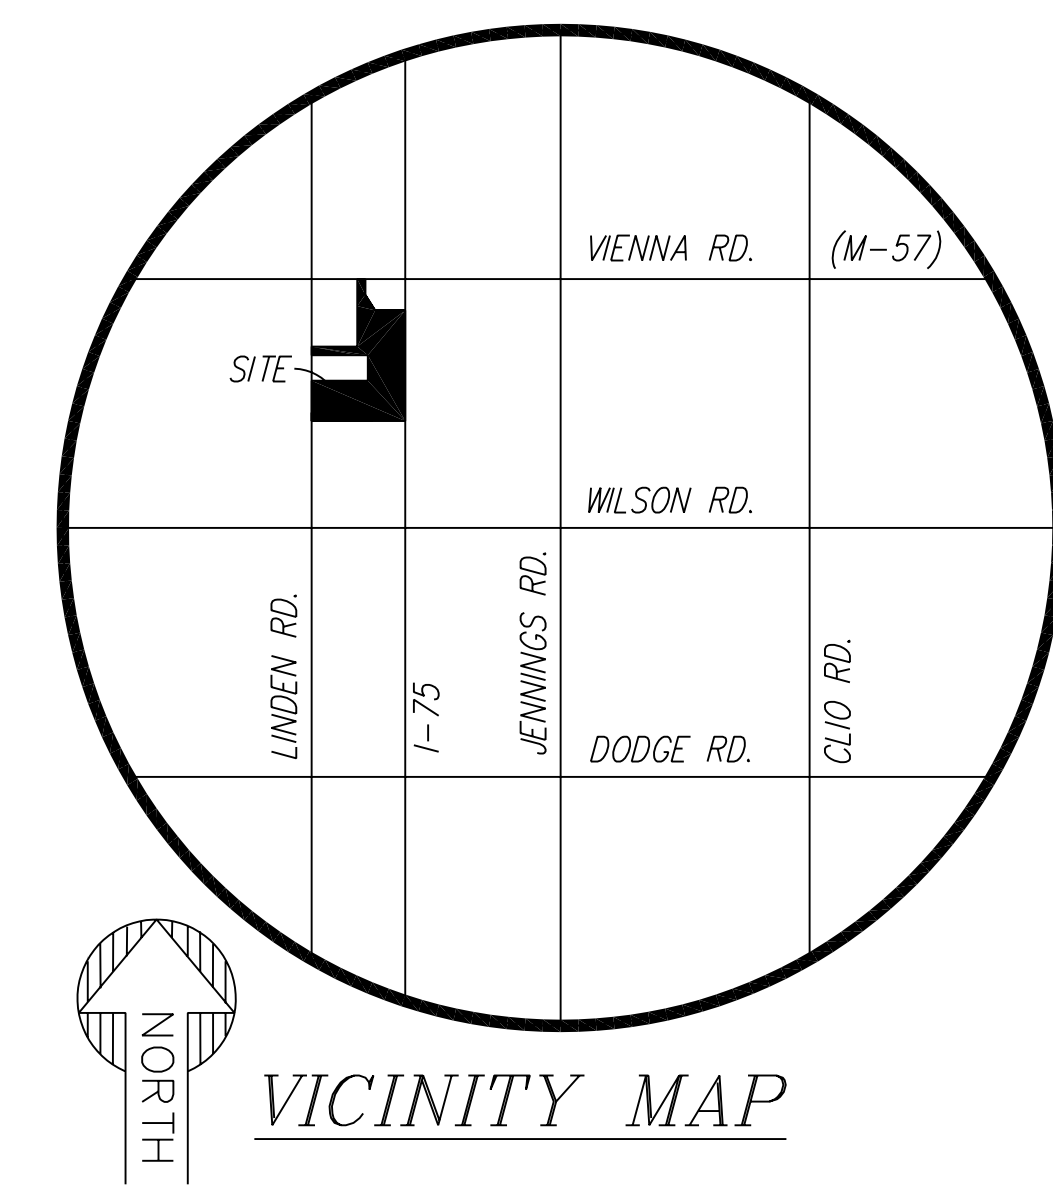 VIENNA RD. (M-57)
SITE
WILSON RD.
LINDEN RD.
I-75
JENNINGS RD.
DODGE RD.
CLIO RD.
NORTH
VICINITY MAP